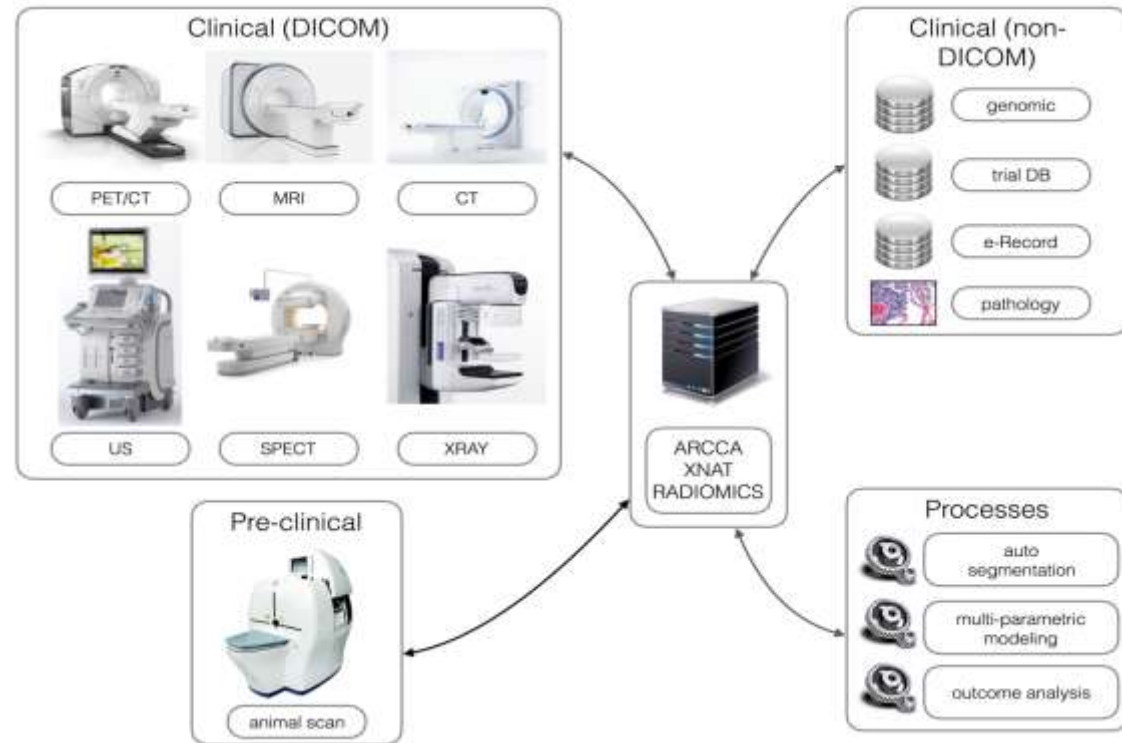 Clinical (DICOM)
PET/CT
MRI
CT
US
SPECT
XRAY
Clinical (non-
DICOM)
genomic
trial DB
e-Record
pathology
ARCCA
XNAT
RADIOMICS
Pre-clinical
animal scan
Processes
auto
segmentation
multi-parametric
modeling
outcome analysis